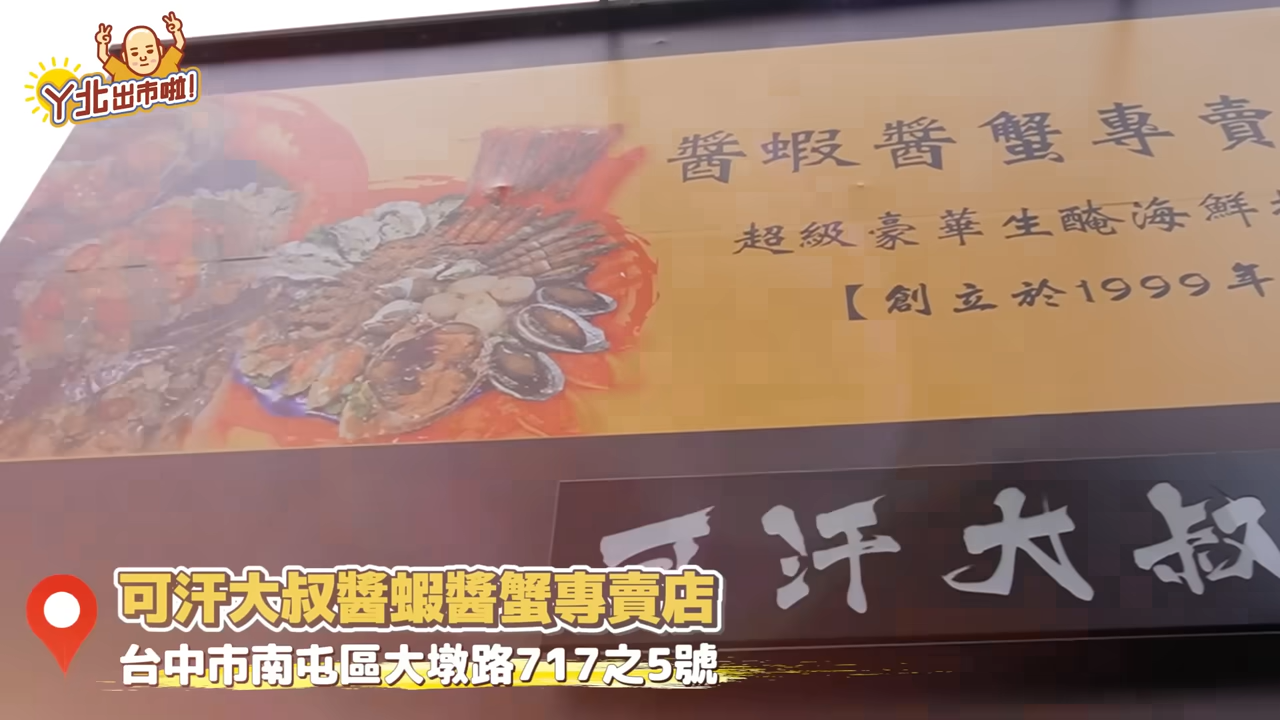 ㄚ北出市啦!
醬蝦醬蟹專賣
超級豪華生醃海鮮
【創立於1999年
可汗大叔
可汗大叔醬蝦醬蟹專賣店
台中市南屯區大墩路717之5號